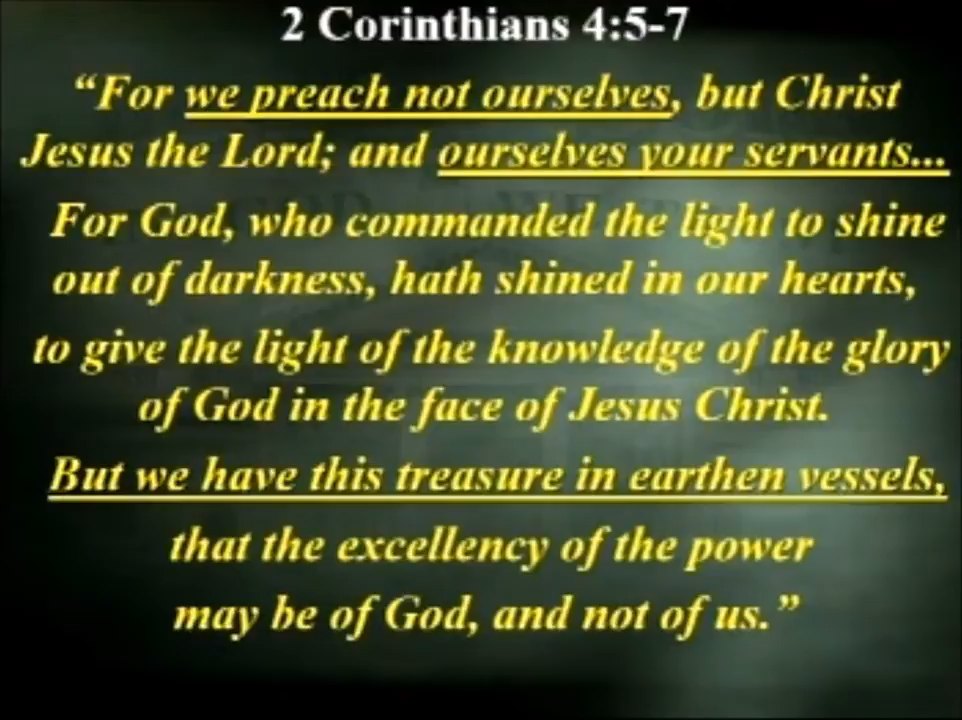 2 Corinthians 4:5-7
“For we preach not ourselves, but Christ
Jesus the Lord; and ourselves your servants...
For God, who commanded the light to shine
out of darkness, hath shined in our hearts,
to give the light of the knowledge of the glory
of God in the face of Jesus Christ.
But we have this treasure in earthen vessels,
that the excellency of the power
may be of God, and not of us.”